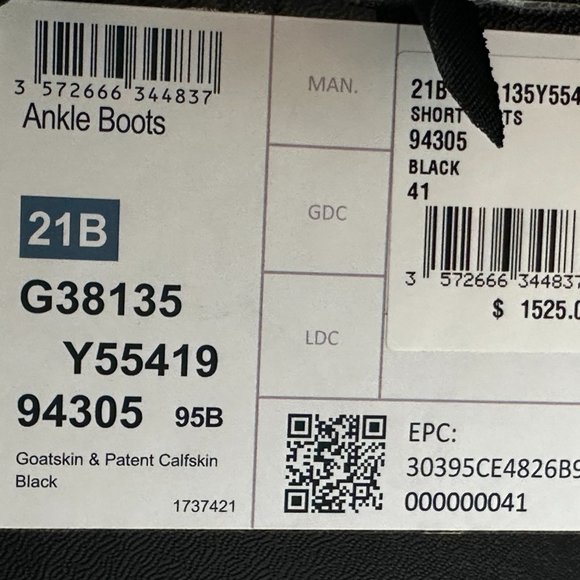 3 572666 344837
Ankle Boots
21B
G38135
Y55419
94305 95B
Goatskin & Patent Calfskin
Black
1737421
MAN.
GDC
LDC
21B 135Y554
SHORT
94305
BLACK
41
3 572666 344837
$ 1525.0
EPC:
30395CE4826B9
000000041